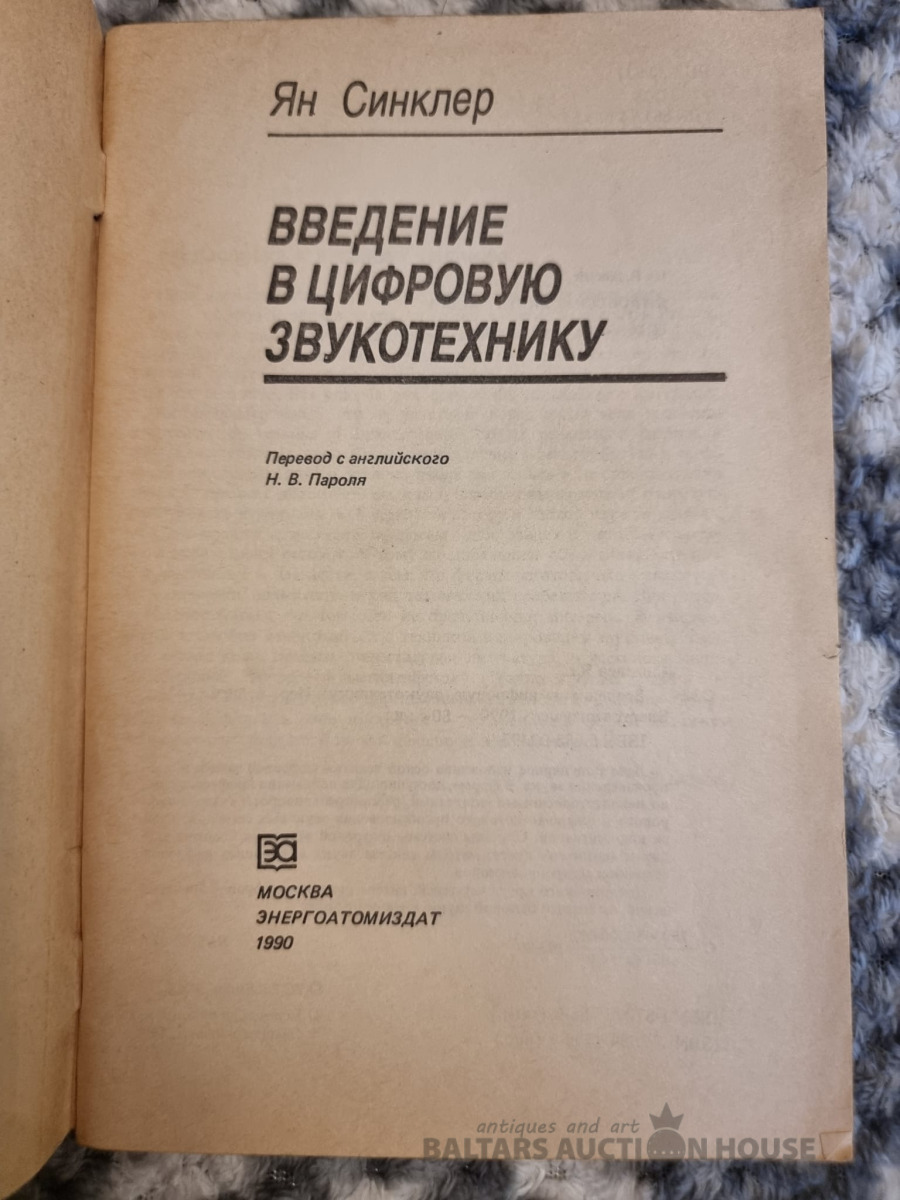 Ян Синклер
ВВЕДЕНИЕ
В ЦИФРОВУЮ
ЗВУКОТЕХНИКУ
Перевод с английского
Н. В. Пароля
МОСКВА
ЭНЕРГОАТОМИЗДАТ
1990
antiques and art
BALTARS AUCTION HOUSE